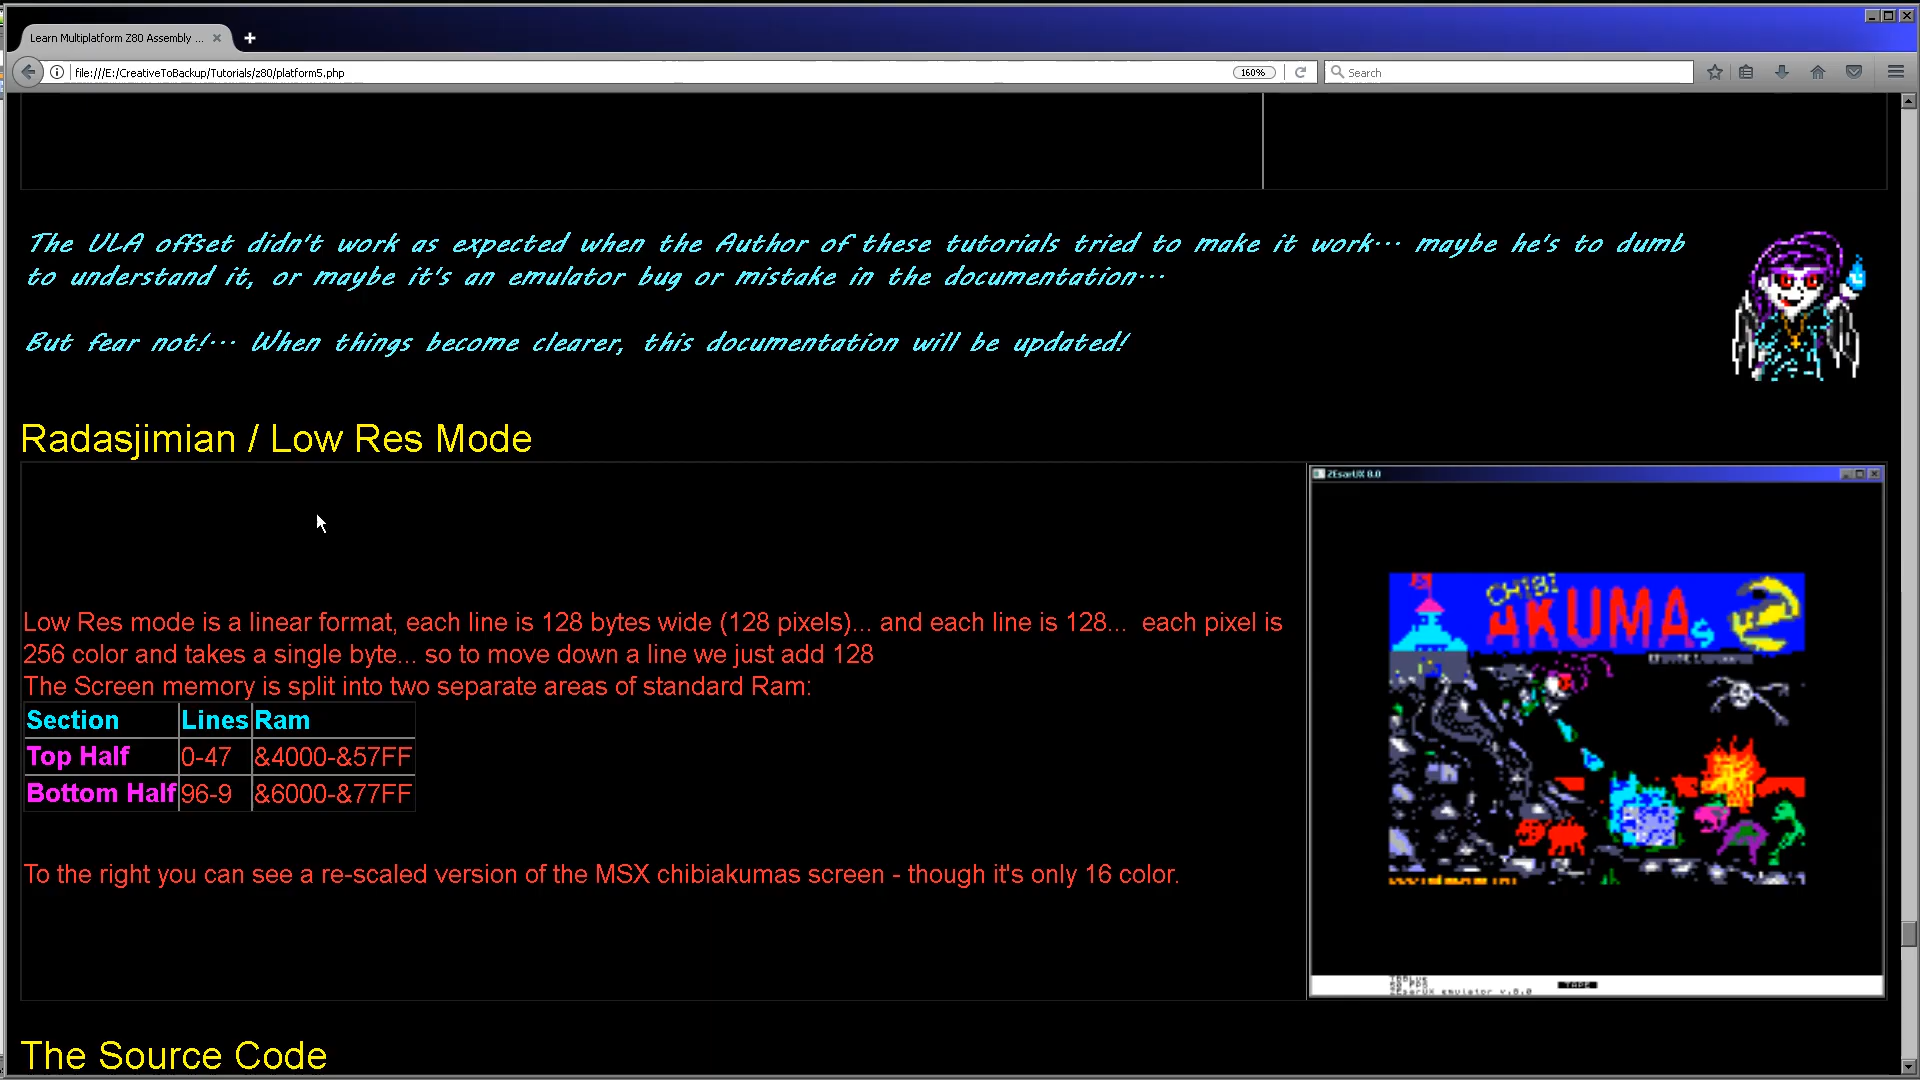 Learn Multiplatform Z80 Assembly ...
file:///E:/CreativeToBackup/Tutorials/z80/platform5.php
160%
Search
The ULA offset didn't work as expected when the Author of these tutorials tried to make it work... maybe he's to dumb
to understand it, or maybe it's an emulator bug or mistake in the documentation...
But fear not!... When things become clearer, this documentation will be updated!
Radasjimian / Low Res Mode
Low Res mode is a linear format, each line is 128 bytes wide (128 pixels)... and each line is 128... each pixel is
256 color and takes a single byte... so to move down a line we just add 128
The Screen memory is split into two separate areas of standard Ram:
Section Lines Ram
Top Half 0-47 &4000-&57FF
Bottom Half 96-9 &6000-&77FF
To the right you can see a re-scaled version of the MSX chibiakumas screen - though it's only 16 color.
ZEsarUX 8.0
CHIBI
AKUMAS 2
ZEsarUX emulator v.8.0
The Source Code